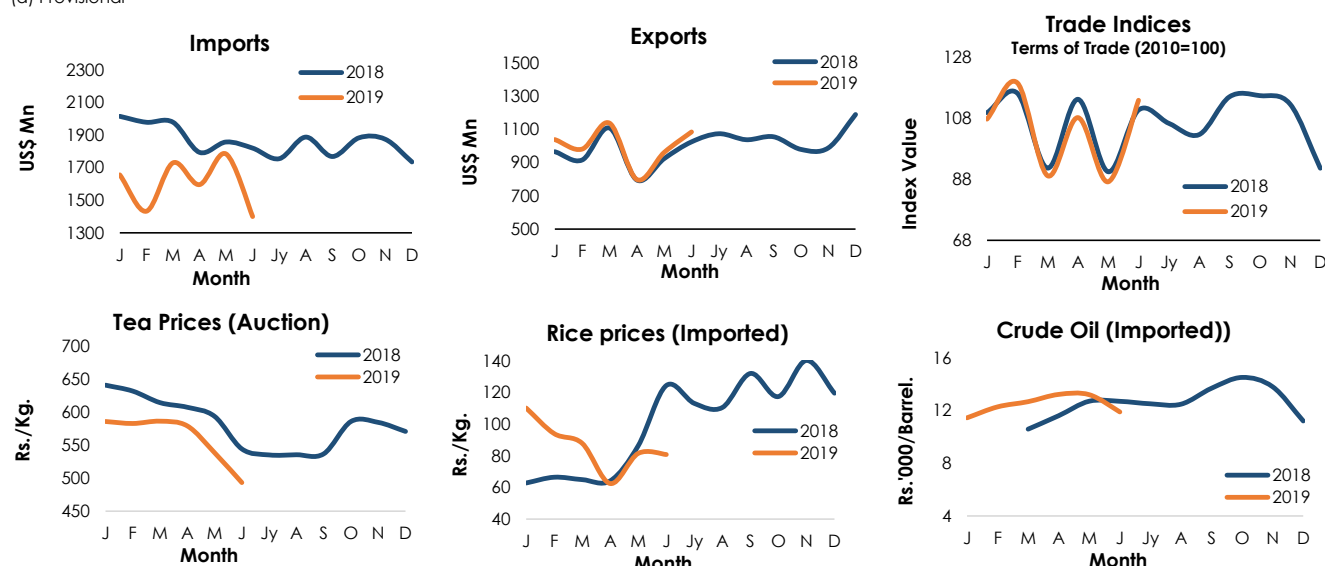 (a) Provisional
Imports
2300
2100
1900
1700
1500
1300
US$ Mn
2018
2019
J F M A M J Jy A S O N D
Month
Exports
1500
1300
1100
900
700
500
US$ Mn
2018
2019
J F M A M J Jy A S O N D
Month
Trade Indices
Terms of Trade (2010=100)
128
108
88
68
Index Value
2018
2019
J F M A M J Jy A S O N D
Month
Tea Prices (Auction)
700
650
600
550
500
450
Rs./Kg.
2018
2019
J F M A M J Jy A S O N D
Month
Rice prices (Imported)
140
120
100
80
60
40
Rs./Kg.
2018
2019
J F M A M J Jy A S O N D
Month
Crude Oil (Imported))
16
12
8
4
Rs.'000/Barrel.
2018
2019
J F M A M J Jy A S O N D
Month